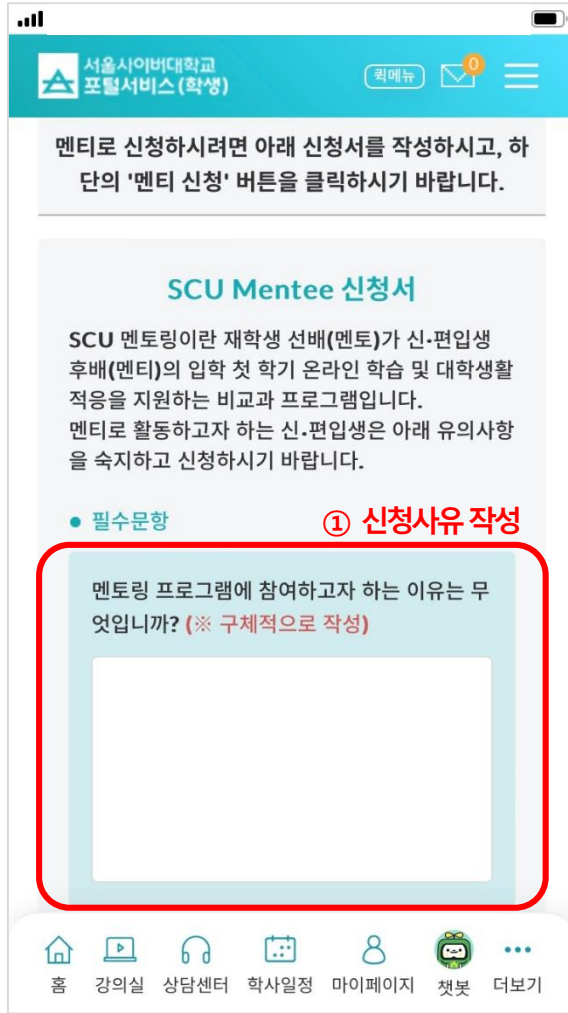 서울사이버대학교
포털서비스(학생)
퀵메뉴
0
멘티로 신청하시려면 아래 신청서를 작성하시고, 하
단의 '멘티 신청' 버튼을 클릭하시기 바랍니다.
SCU Mentee 신청서
SCU 멘토링이란 재학생 선배(멘토)가 신·편입생
후배(멘티)의 입학 첫 학기 온라인 학습 및 대학생활
적응을 지원하는 비교과 프로그램입니다.
멘티로 활동하고자 하는 신·편입생은 아래 유의사항
을 숙지하고 신청하시기 바랍니다.
• 필수문항
① 신청사유 작성
멘토링 프로그램에 참여하고자 하는 이유는 무
엇입니까? (※ 구체적으로 작성)
홈 강의실 상담센터 학사일정 마이페이지 챗봇 더보기